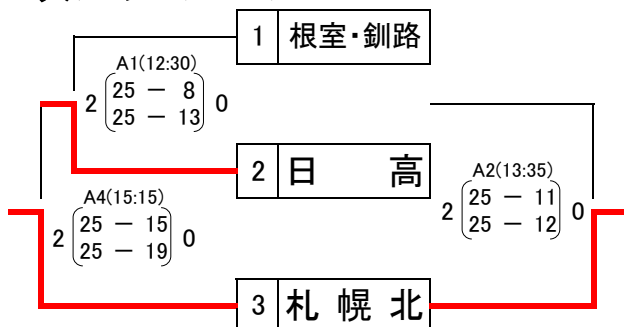 1 根室・釧路
A1(12:30)
2 25 － 8 0
25 － 13
2 日 高
A2(13:35)
2 25 － 11 0
25 － 12
A4(15:15)
2 25 － 15 0
25 － 19
3 札 幌 北